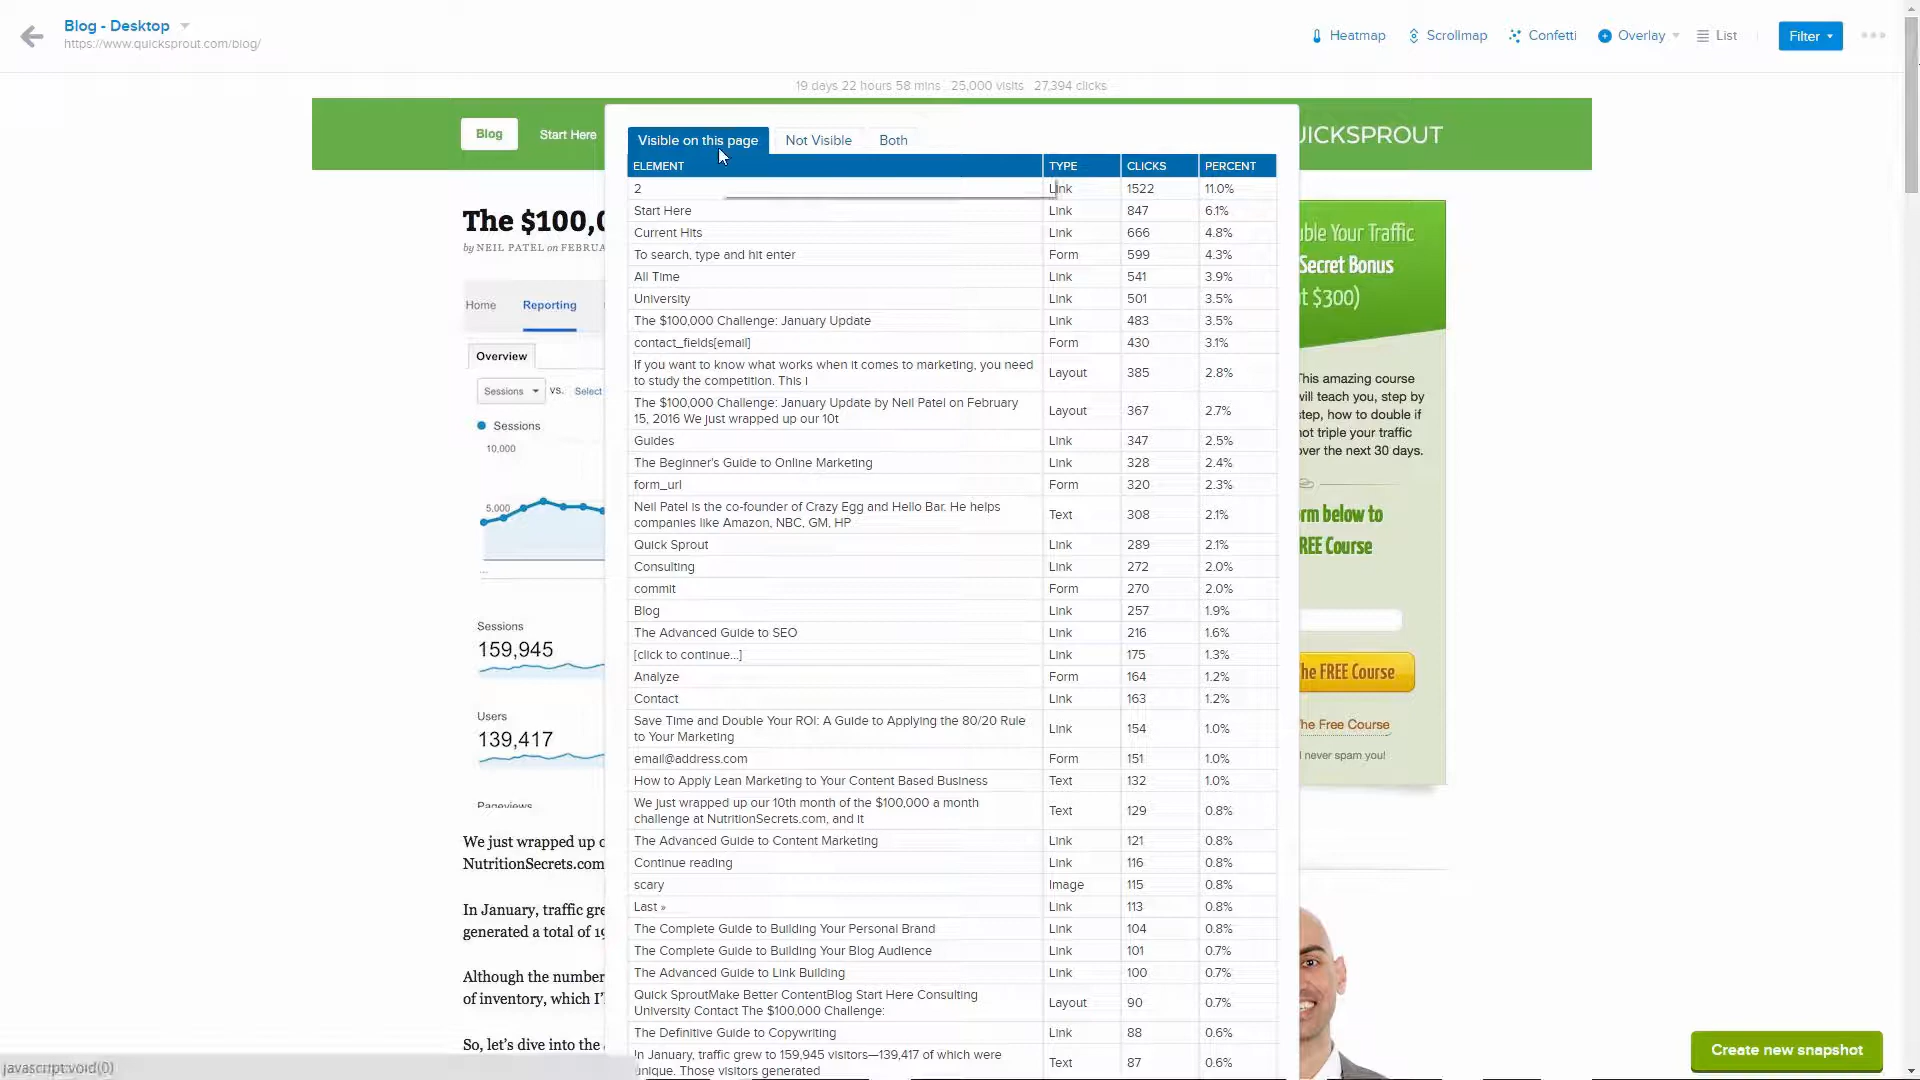 Blog - Desktop
https://www.quicksprout.com/blog/
Heatmap Scrollmap Confetti Overlay List Filter
19 days 22 hours 58 mins 25,000 visits 27,394 clicks
Blog Start Here
UICKSPROUT
Visible on this page Not Visible Both
ELEMENT TYPE CLICKS PERCENT
2 Link 1522 11.0%
Start Here Link 847 6.1%
Current Hits Link 666 4.8%
To search, type and hit enter Form 599 4.3%
All Time Link 541 3.9%
University Link 501 3.5%
The $100,000 Challenge: January Update Link 483 3.5%
contact_fields[email] Form 430 3.1%
If you want to know what works when it comes to marketing, you need
to study the competition. This I Layout 385 2.8%
The $100,000 Challenge: January Update by Neil Patel on February
15, 2016 We just wrapped up our 10t Layout 367 2.7%
Guides Link 347 2.5%
The Beginner's Guide to Online Marketing Link 328 2.4%
form_url Form 320 2.3%
Neil Patel is the co-founder of Crazy Egg and Hello Bar. He helps
companies like Amazon, NBC, GM, HP Text 308 2.1%
Quick Sprout Link 289 2.1%
Consulting Link 272 2.0%
commit Form 270 2.0%
Blog Link 257 1.9%
The Advanced Guide to SEO Link 216 1.6%
[click to continue...] Link 175 1.3%
Analyze Form 164 1.2%
Contact Link 163 1.2%
Save Time and Double Your ROI: A Guide to Applying the 80/20 Rule
to Your Marketing Link 154 1.0%
email@address.com Form 151 1.0%
How to Apply Lean Marketing to Your Content Based Business Text 132 1.0%
We just wrapped up our 10th month of the $100,000 a month
challenge at NutritionSecrets.com, and it Text 129 0.8%
The Advanced Guide to Content Marketing Link 121 0.8%
Continue reading Link 116 0.8%
scary Image 115 0.8%
Last » Link 113 0.8%
The Complete Guide to Building Your Personal Brand Link 104 0.8%
The Complete Guide to Building Your Blog Audience Link 101 0.7%
The Advanced Guide to Link Building Link 100 0.7%
Quick SproutMake Better ContentBlog Start Here Consulting
University Contact The $100,000 Challenge: Layout 90 0.7%
The Definitive Guide to Copywriting Link 88 0.6%
In January, traffic grew to 159,945 visitors—139,417 of which were
unique. Those visitors generated Text 87 0.6%
The $100,0
by NEIL PATEL on FEBRUA
Home Reporting
Overview
Sessions vs. Select
Sessions
10,000
5,000
...
Sessions
159,945
Users
139,417
Pageviews
We just wrapped up o
NutritionSecrets.com
In January, traffic gre
generated a total of 19
Although the number
of inventory, which I'
So, let's dive into the
uble Your Traffic
Secret Bonus
t $300)
This amazing course
will teach you, step by
step, how to double if
not triple your traffic
over the next 30 days.
rm below to
REE Course
he FREE Course
The Free Course
I never spam you!
Create new snapshot
javascript:void(0)